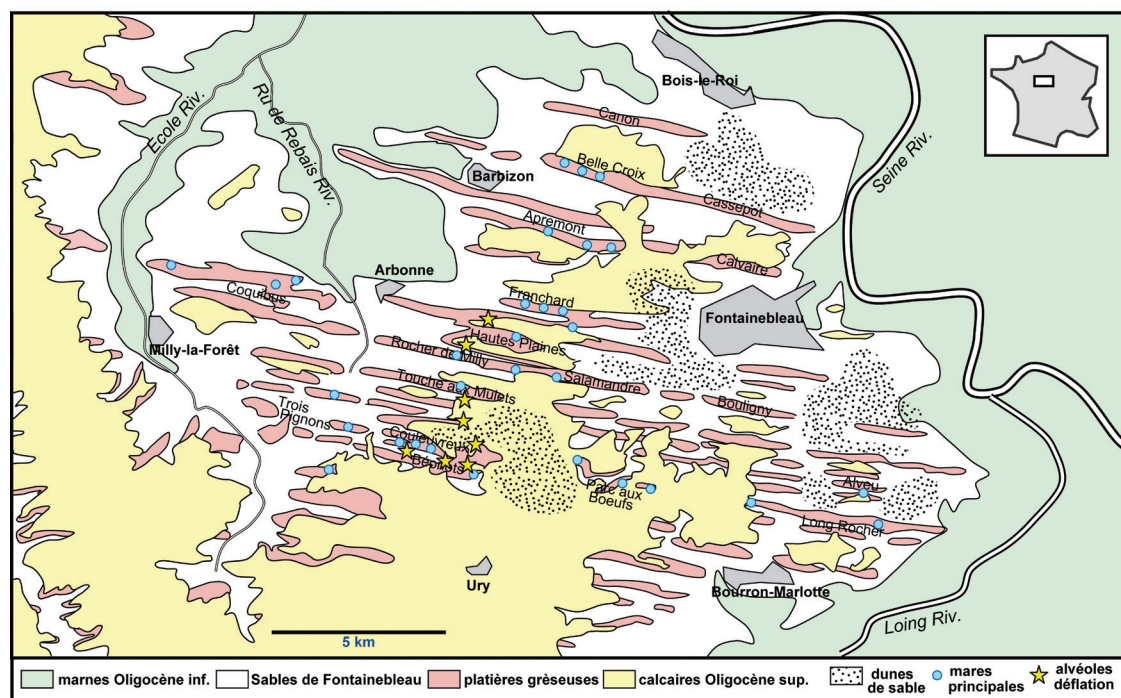 Bois-le-Roi
Ecole Riv.
Ru de Rebais Riv.
Seine Riv.
Canon
Belle Croix
Barbizon
Cassepot
Apremont
Calvaire
Arbonne
Coquibus
Franchard
Fontainebleau
Hautes Plaines
Milly-la-Forêt
Rocher de Milly
Salamandre
Touche aux Mulets
Bouligny
Trois
Pignons
Couleuvreux
Béorlots
Parc aux
Boeufs
Alveu
Long Rocher
Ury
Bourron-Marlotte
Loing Riv.
5 km
marnes Oligocène inf.
Sables de Fontainebleau
platières grèseuses
calcaires Oligocène sup.
dunes
de sable
mares
principales
alvéoles
déflation